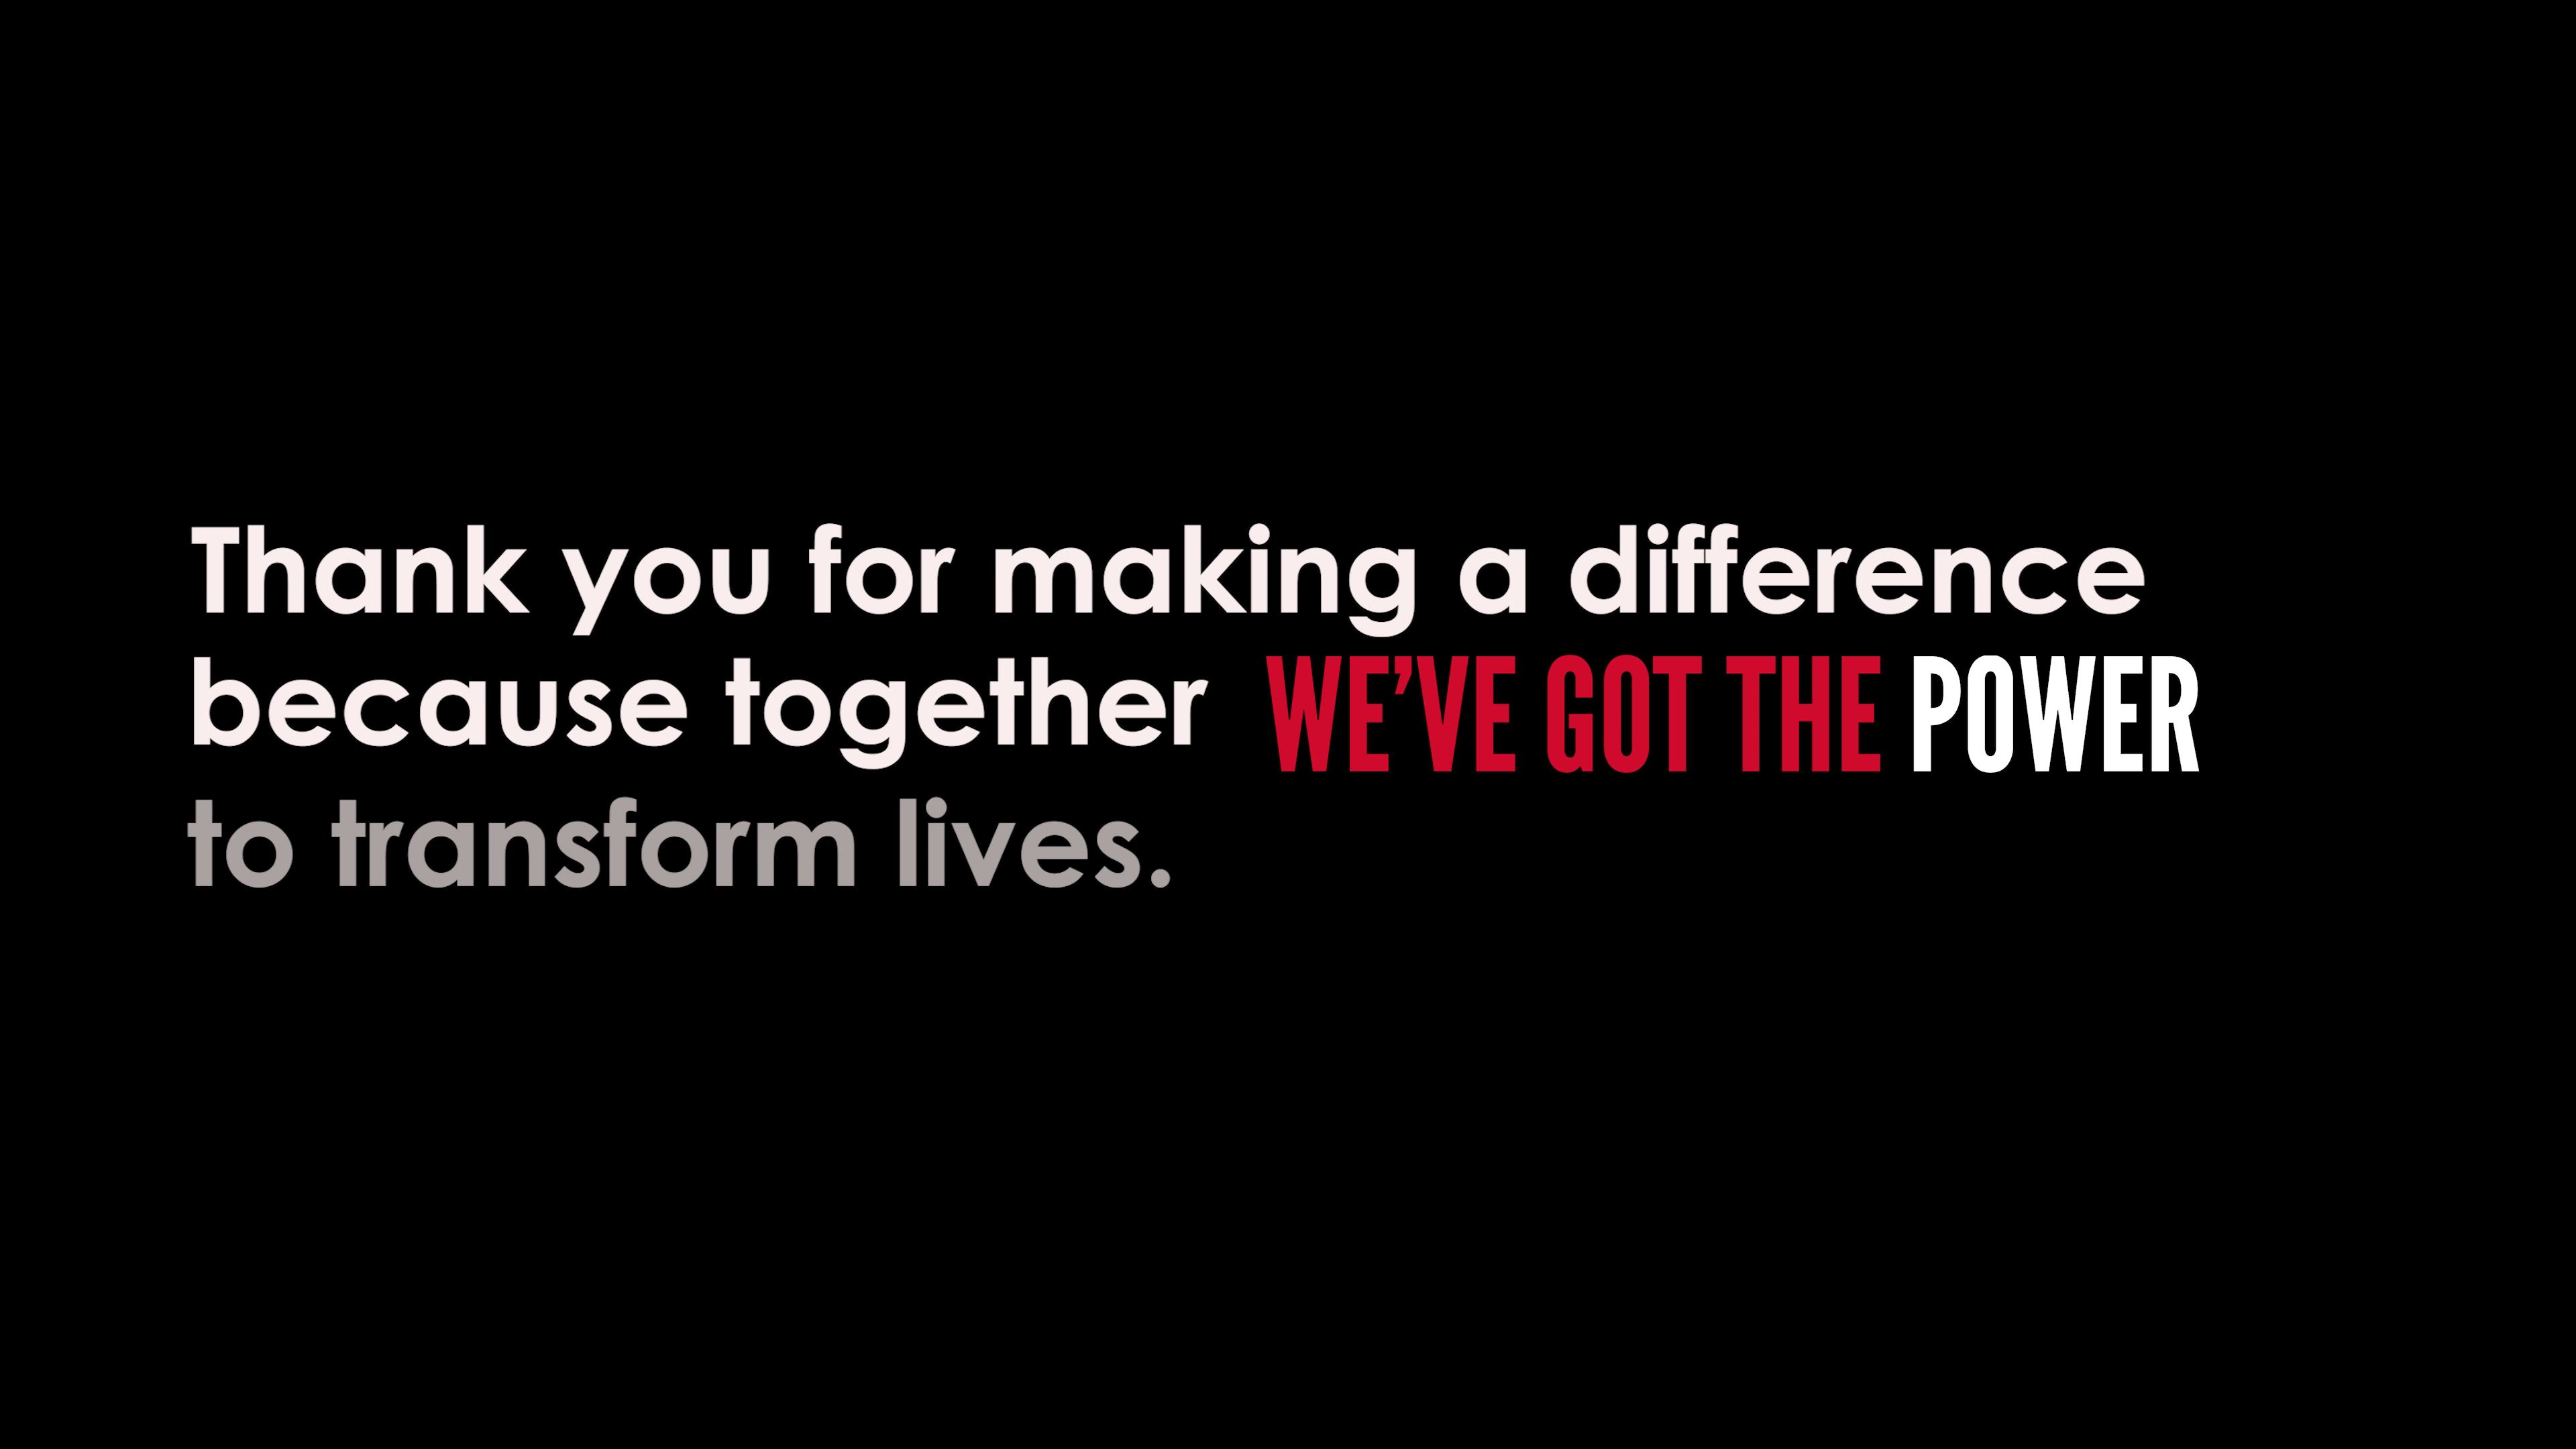 Thank you for making a difference
because together WE’VE GOT THE POWER
to transform lives.